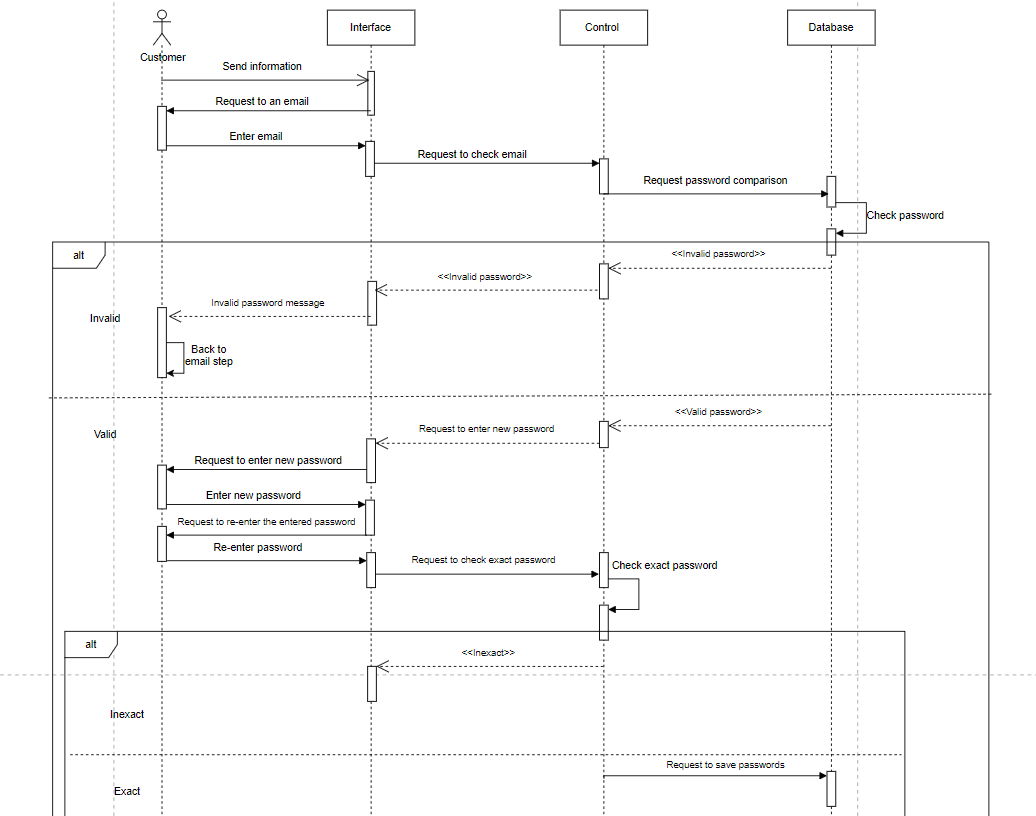 Interface
Control
Database
Customer
Send information
Request to an email
Enter email
Request to check email
Request password comparison
Check password
alt
<<Invalid password>>
<<Invalid password>>
Invalid password message
Invalid
Back to
email step
<<Valid password>>
Request to enter new password
Valid
Request to enter new password
Enter new password
Request to re-enter the entered password
Re-enter password
Request to check exact password
Check exact password
alt
<<Inexact>>
Inexact
Request to save passwords
Exact